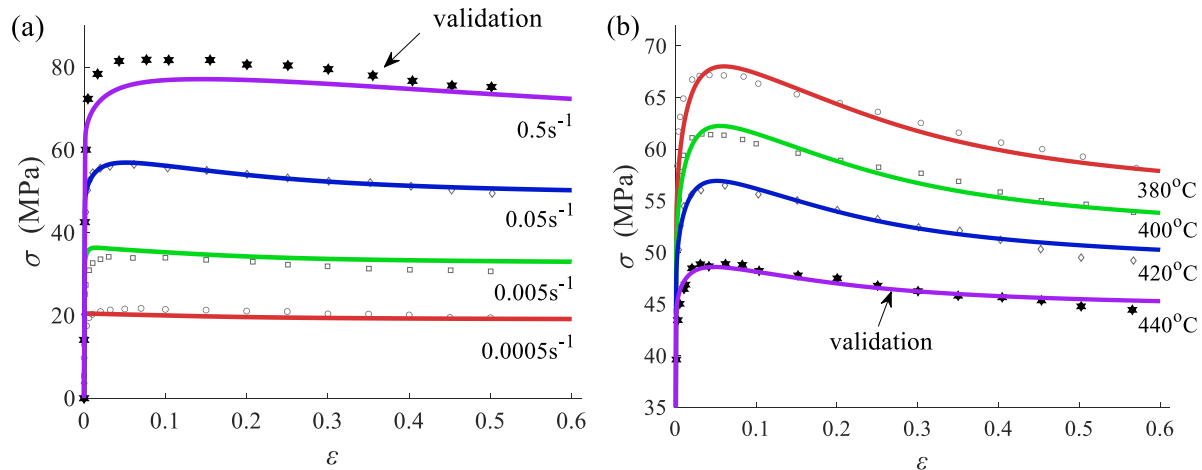 (a)
validation
80
60
40
20
0
σ (MPa)
0.5s⁻¹
0.05s⁻¹
0.005s⁻¹
0.0005s⁻¹
0 0.1 0.2 0.3 0.4 0.5 0.6
ε
(b)
70
65
60
55
50
45
40
35
σ (MPa)
380°C
400°C
420°C
440°C
validation
0 0.1 0.2 0.3 0.4 0.5 0.6
ε